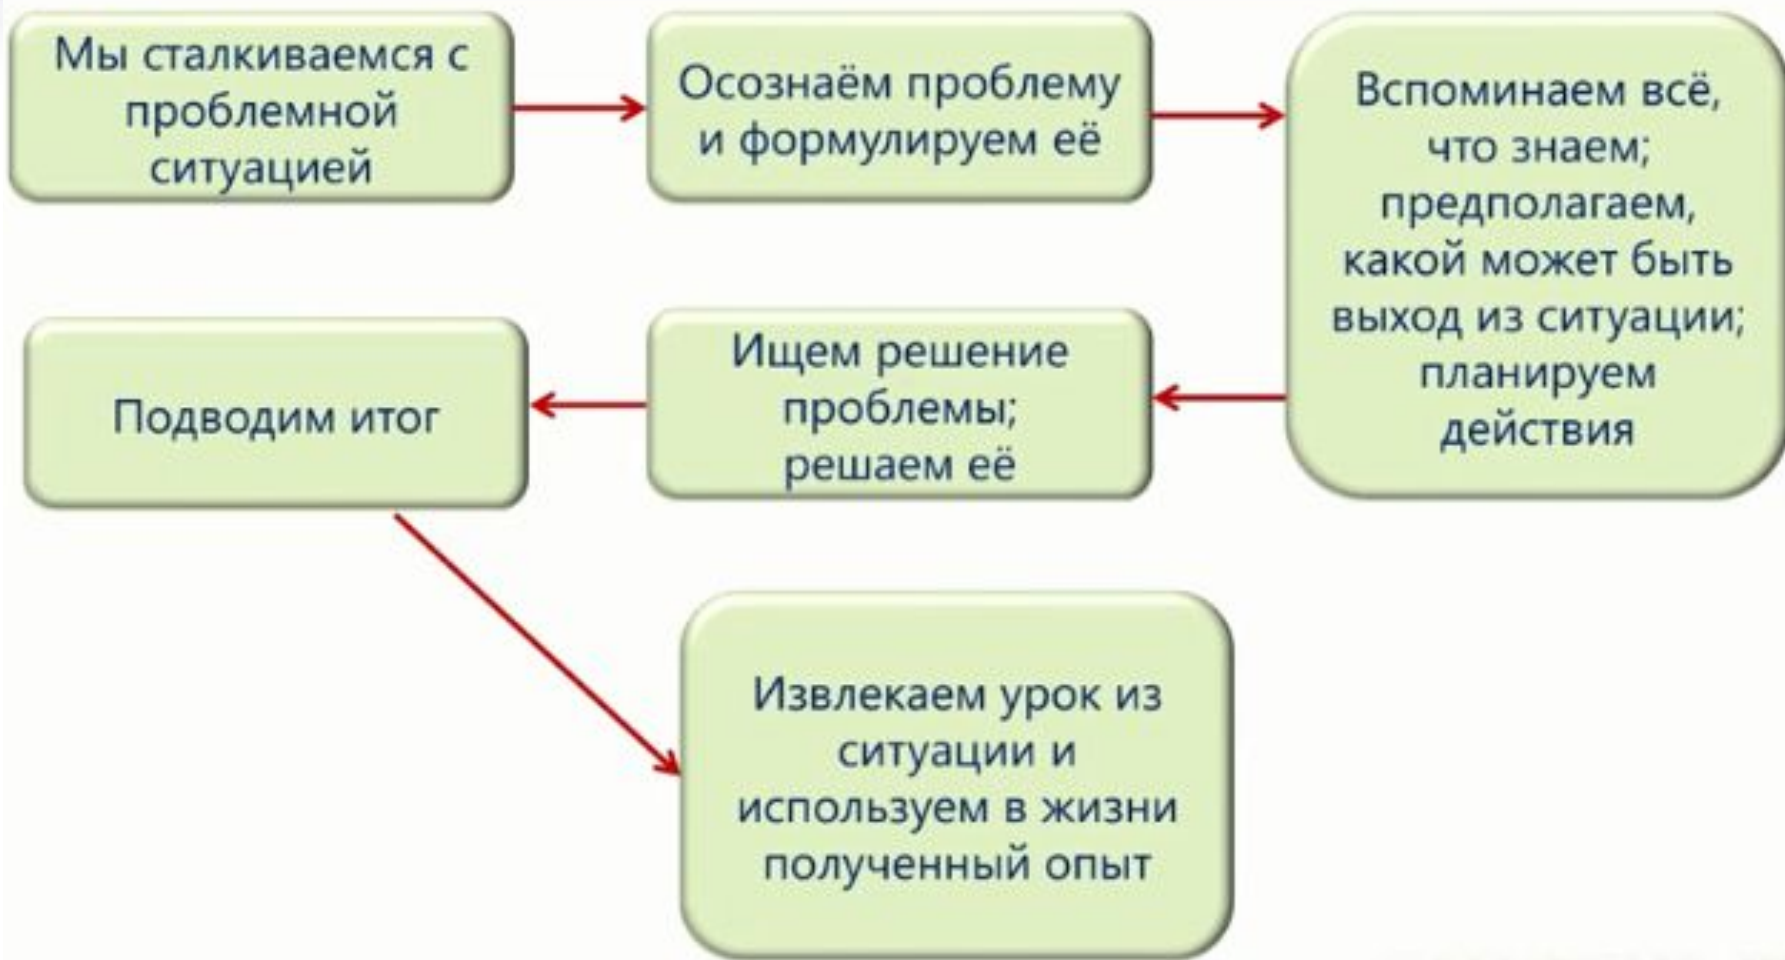 Мы сталкиваемся с
проблемной
ситуацией
Осознаём проблему
и формулируем её
Вспоминаем всё,
что знаем;
предполагаем,
какой может быть
выход из ситуации;
планируем
действия
Ищем решение
проблемы;
решаем её
Подводим итог
Извлекаем урок из
ситуации и
используем в жизни
полученный опыт